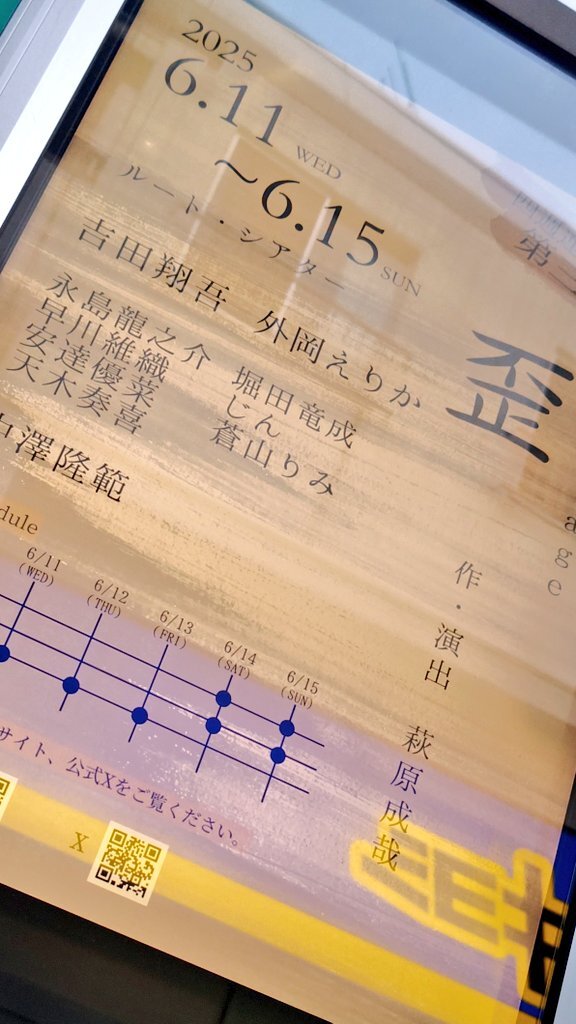 2025
6.11 WED
～6.15 SUN
ルート・シアター
吉田翔吾 外岡えりか
永島龍之介 堀田竜成
早川維織 じん
安達優菜 蒼山りみ
天木奏喜
澤隆範
第
歪
age
作・演出 萩原成哉
dule
6/11 (WED)
6/12 (THU)
6/13 (FRI)
6/14 (SAT)
6/15 (SUN)
サイト、公式Xをご覧ください。
X